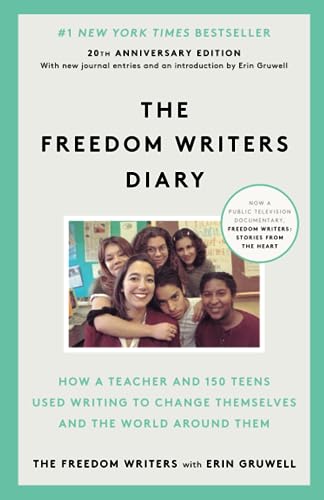 #1 NEW YORK TIMES BESTSELLER
20TH ANNIVERSARY EDITION
With new journal entries and an introduction by Erin Gruwell
THE
FREEDOM WRITERS
DIARY
NOW A
PUBLIC TELEVISION
DOCUMENTARY,
FREEDOM WRITERS:
STORIES FROM
THE HEART
HOW A TEACHER AND 150 TEENS
USED WRITING TO CHANGE THEMSELVES
AND THE WORLD AROUND THEM
THE FREEDOM WRITERS with ERIN GRUWELL